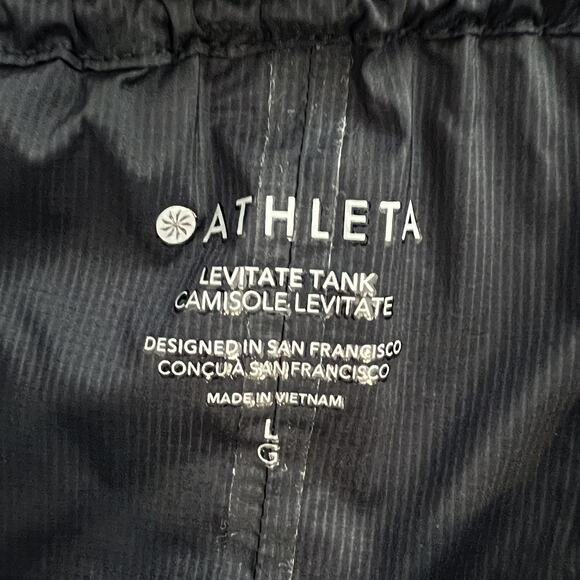 ATHLETA
LEVITATE TANK
CAMISOLE LEVITATE
DESIGNED IN SAN FRANCISCO
CONÇU À SAN FRANCISCO
MADE IN VIETNAM
L
G